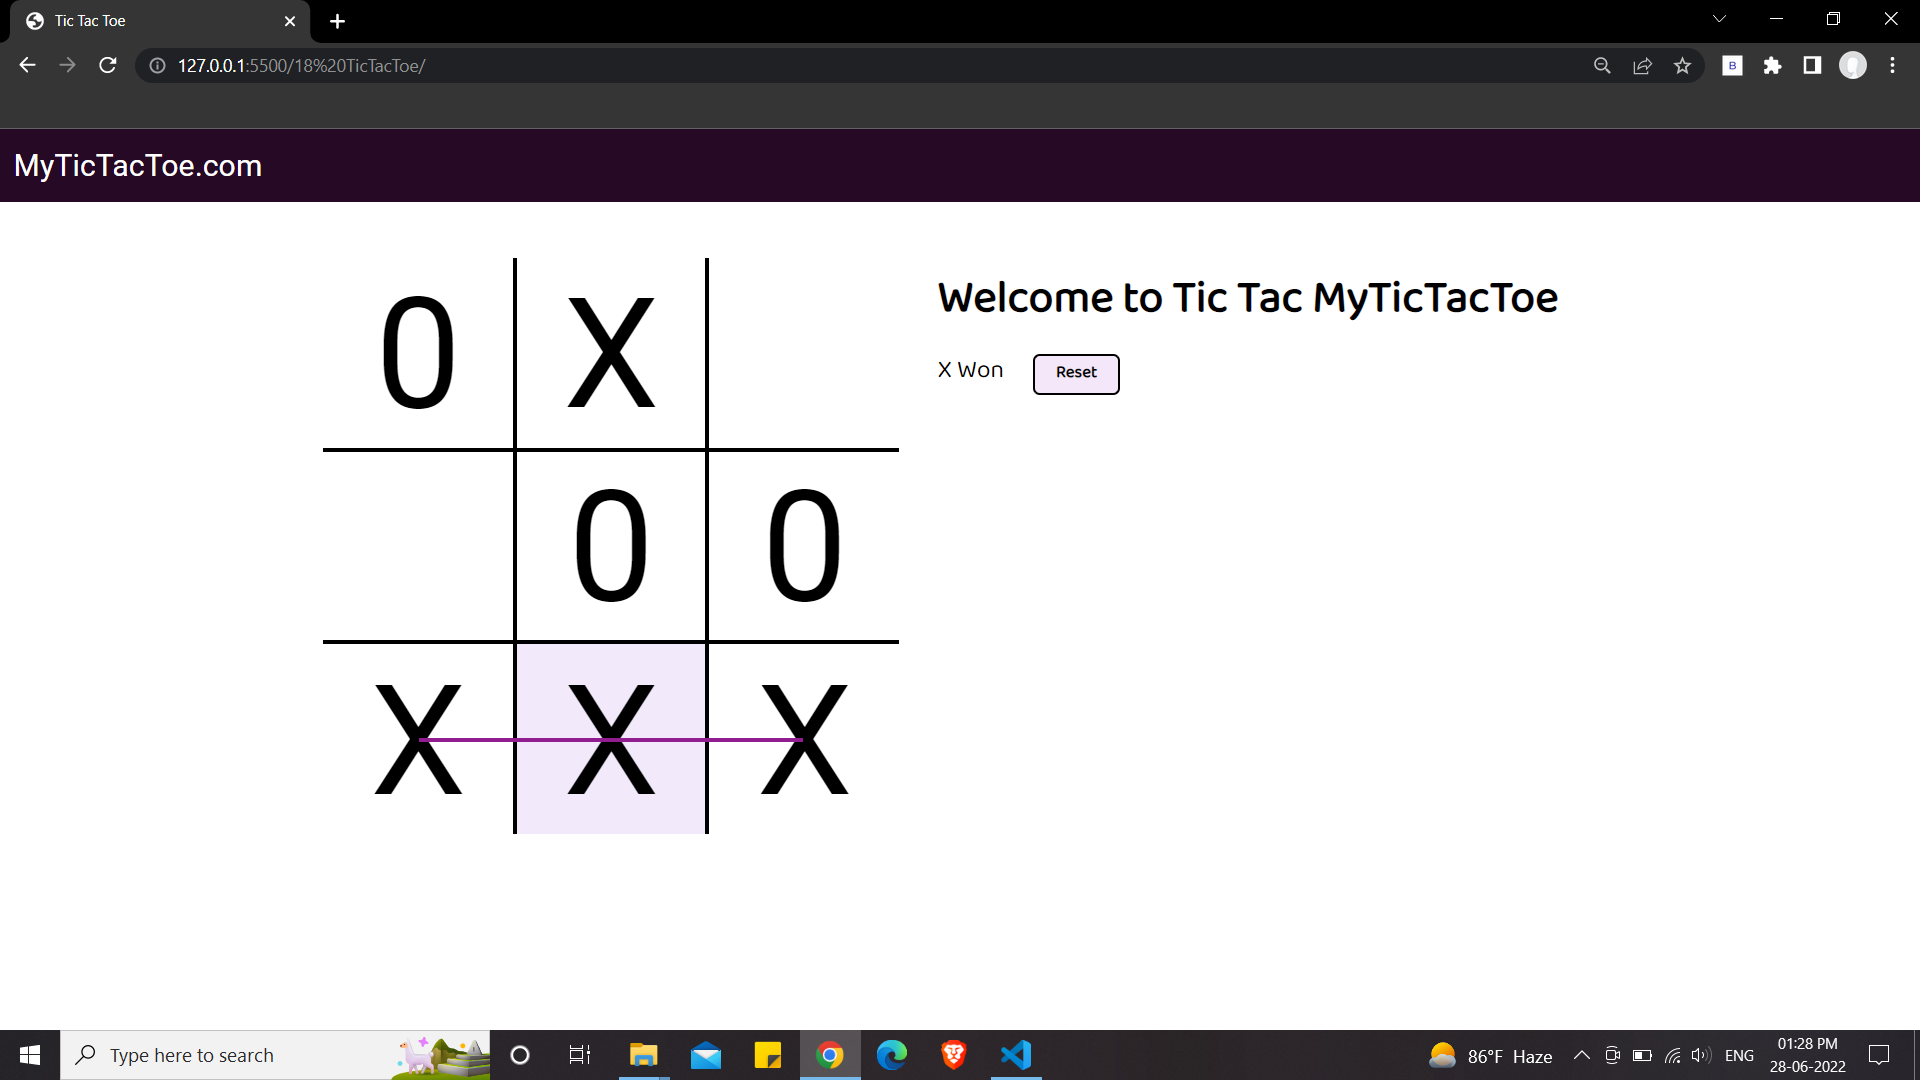 Tic Tac Toe
127.0.0.1:5500/18%20TicTacToe/
B
MyTicTacToe.com
0 X
0 0
X X X
Welcome to Tic Tac MyTicTacToe
X Won Reset
Type here to search
86°F Haze
ENG
01:28 PM
28-06-2022